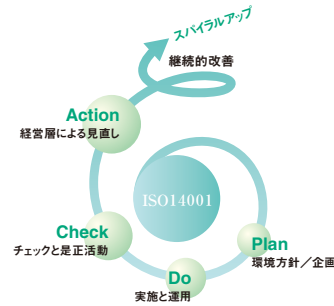 スパイラルアップ
継続的改善
Action
経営層による見直し
ISO14001
Check
チェックと是正活動
Plan
環境方針／企画
Do
実施と運用